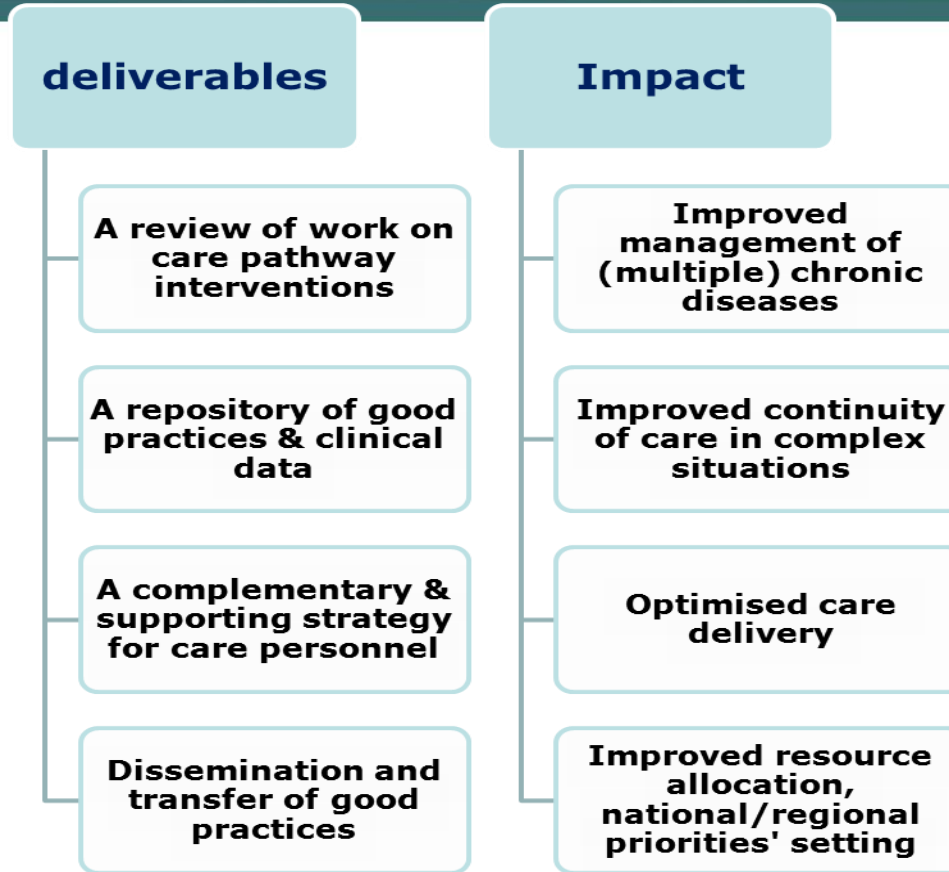 deliverables
A review of work on
care pathway
interventions
A repository of good
practices & clinical
data
A complementary &
supporting strategy
for care personnel
Dissemination and
transfer of good
practices
Impact
Improved
management of
(multiple) chronic
diseases
Improved continuity
of care in complex
situations
Optimised care
delivery
Improved resource
allocation,
national/regional
priorities' setting